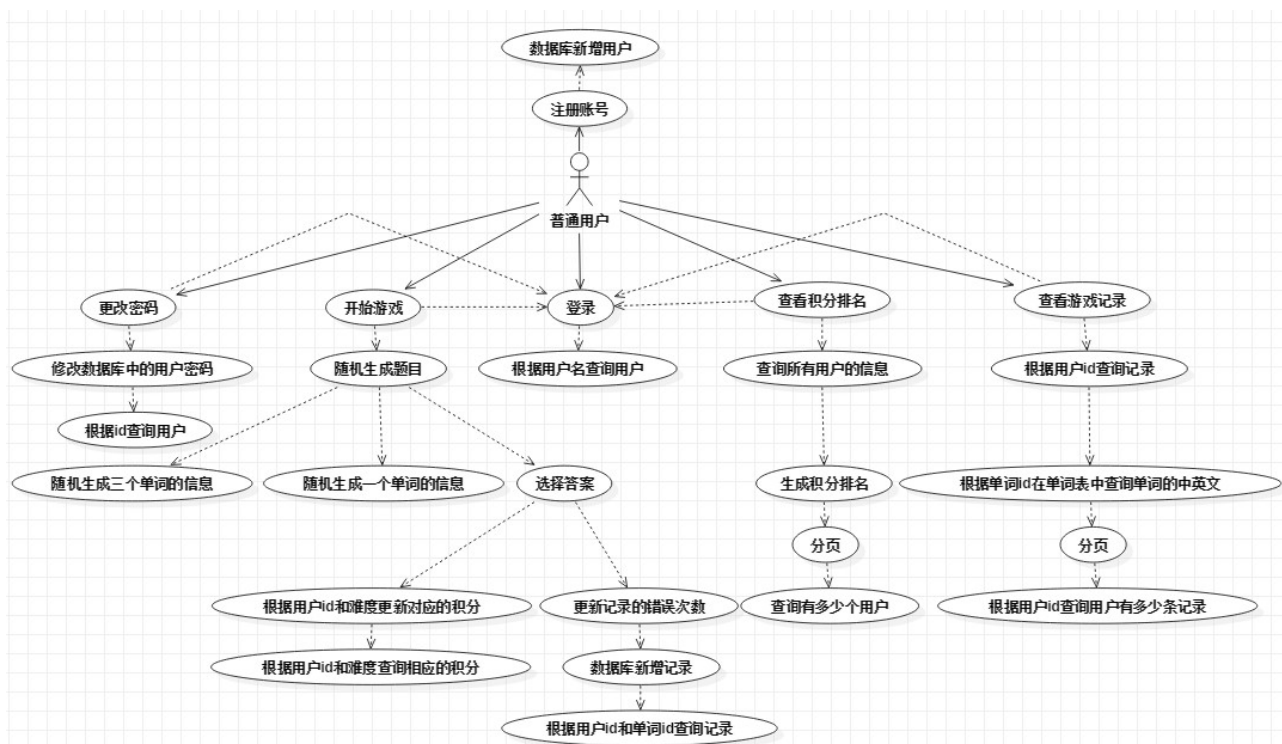 数据库新增用户
注册账号
普通用户
更改密码
开始游戏
登录
查看积分排名
查看游戏记录
修改数据库中的用户密码
随机生成题目
根据用户名查询用户
查询所有用户的信息
根据用户id查询记录
根据id查询用户
随机生成三个单词的信息
随机生成一个单词的信息
选择答案
生成积分排名
根据单词id在单词表中查询单词的中英文
分页
分页
根据用户id和难度更新对应的积分
更新记录的错误次数
查询有多少个用户
根据用户id查询用户有多少条记录
根据用户id和难度查询相应的积分
数据库新增记录
根据用户id和单词id查询记录